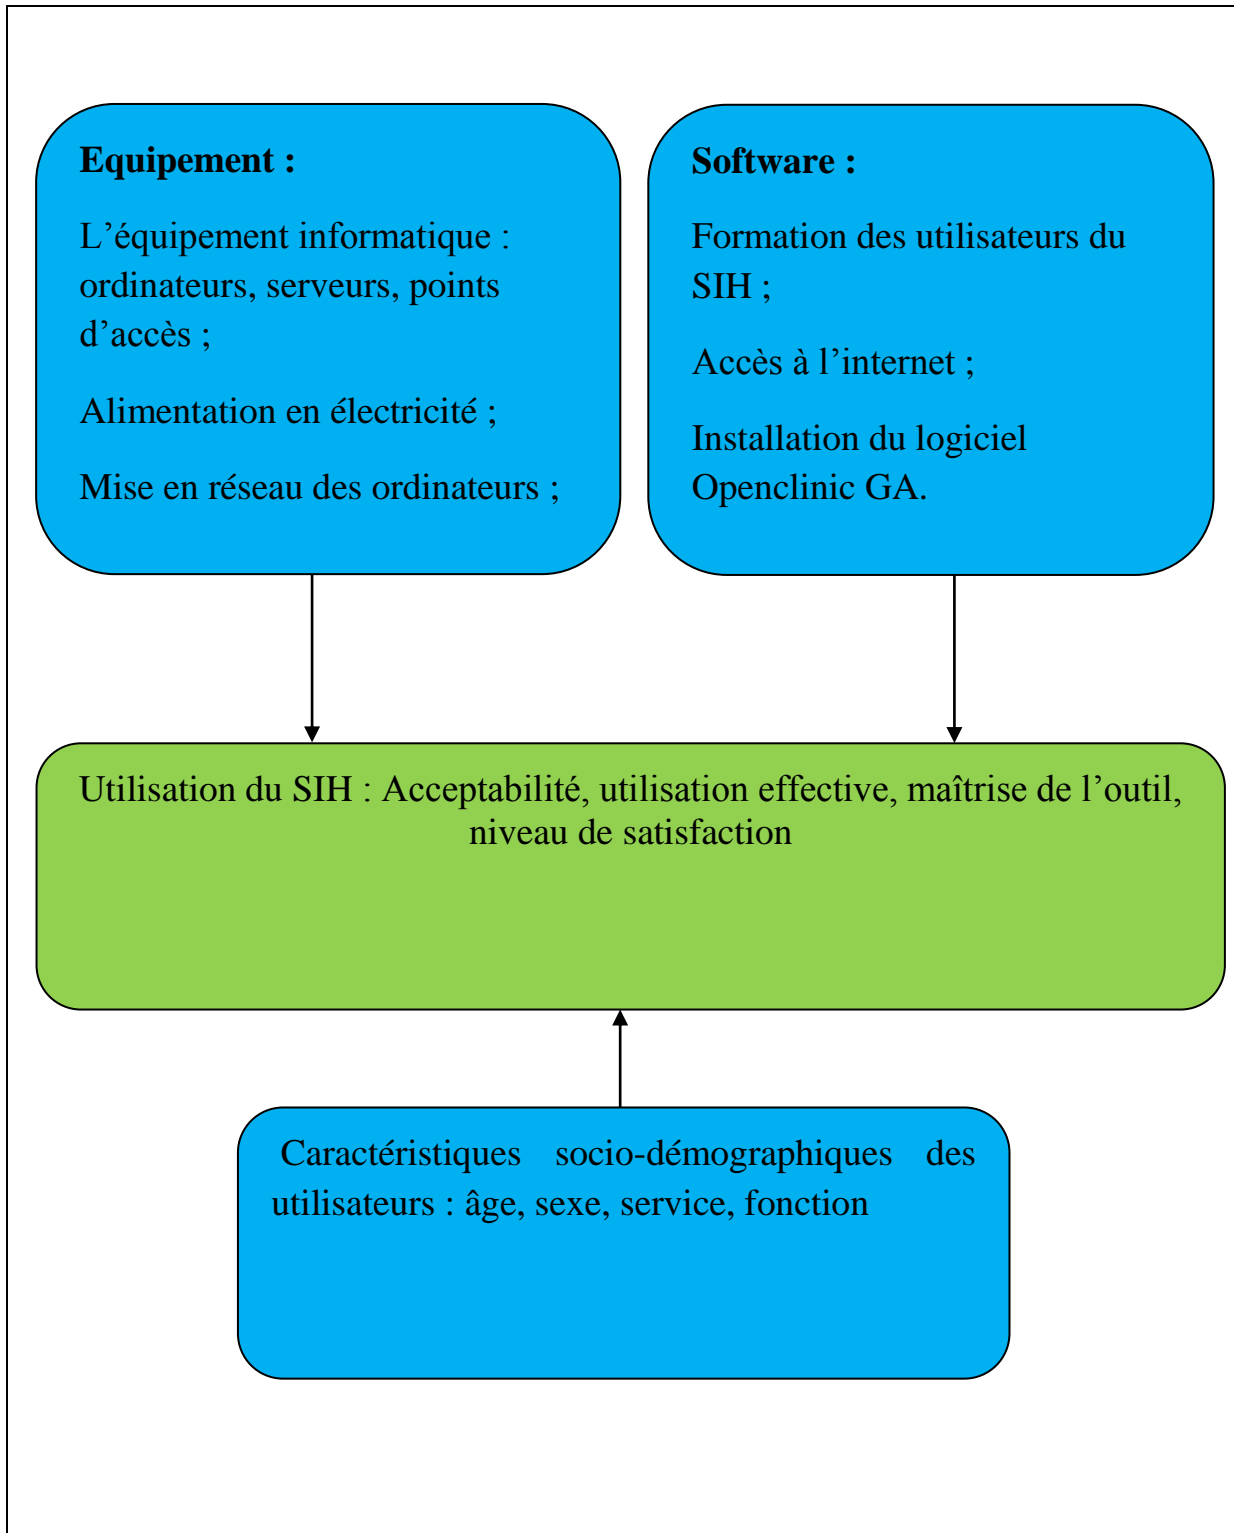 Equipement :
L’équipement informatique :
ordinateurs, serveurs, points
d’accès ;
Alimentation en électricité ;
Mise en réseau des ordinateurs ;
Software :
Formation des utilisateurs du
SIH ;
Accès à l’internet ;
Installation du logiciel
Openclinic GA.
Utilisation du SIH : Acceptabilité, utilisation effective, maîtrise de l’outil,
niveau de satisfaction
Caractéristiques socio-démographiques des
utilisateurs : âge, sexe, service, fonction